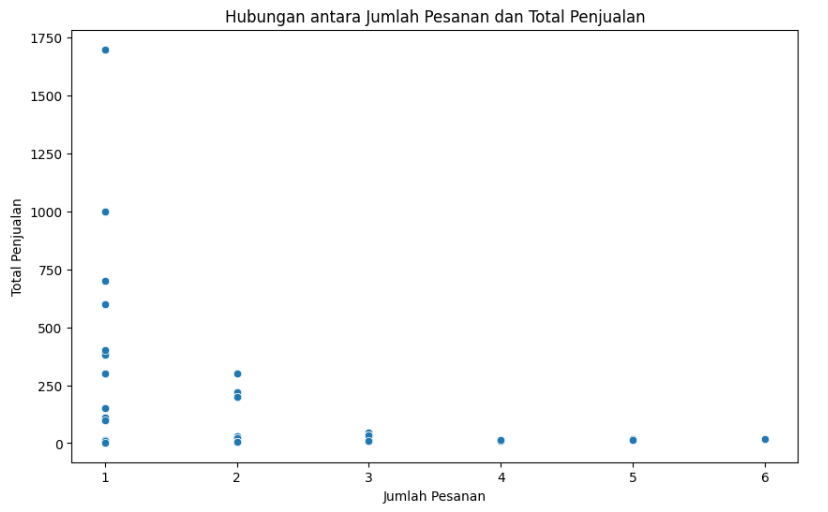 Hubungan antara Jumlah Pesanan dan Total Penjualan
1750
1500
1250
1000
750
500
250
0
Total Penjualan
1 2 3 4 5 6
Jumlah Pesanan